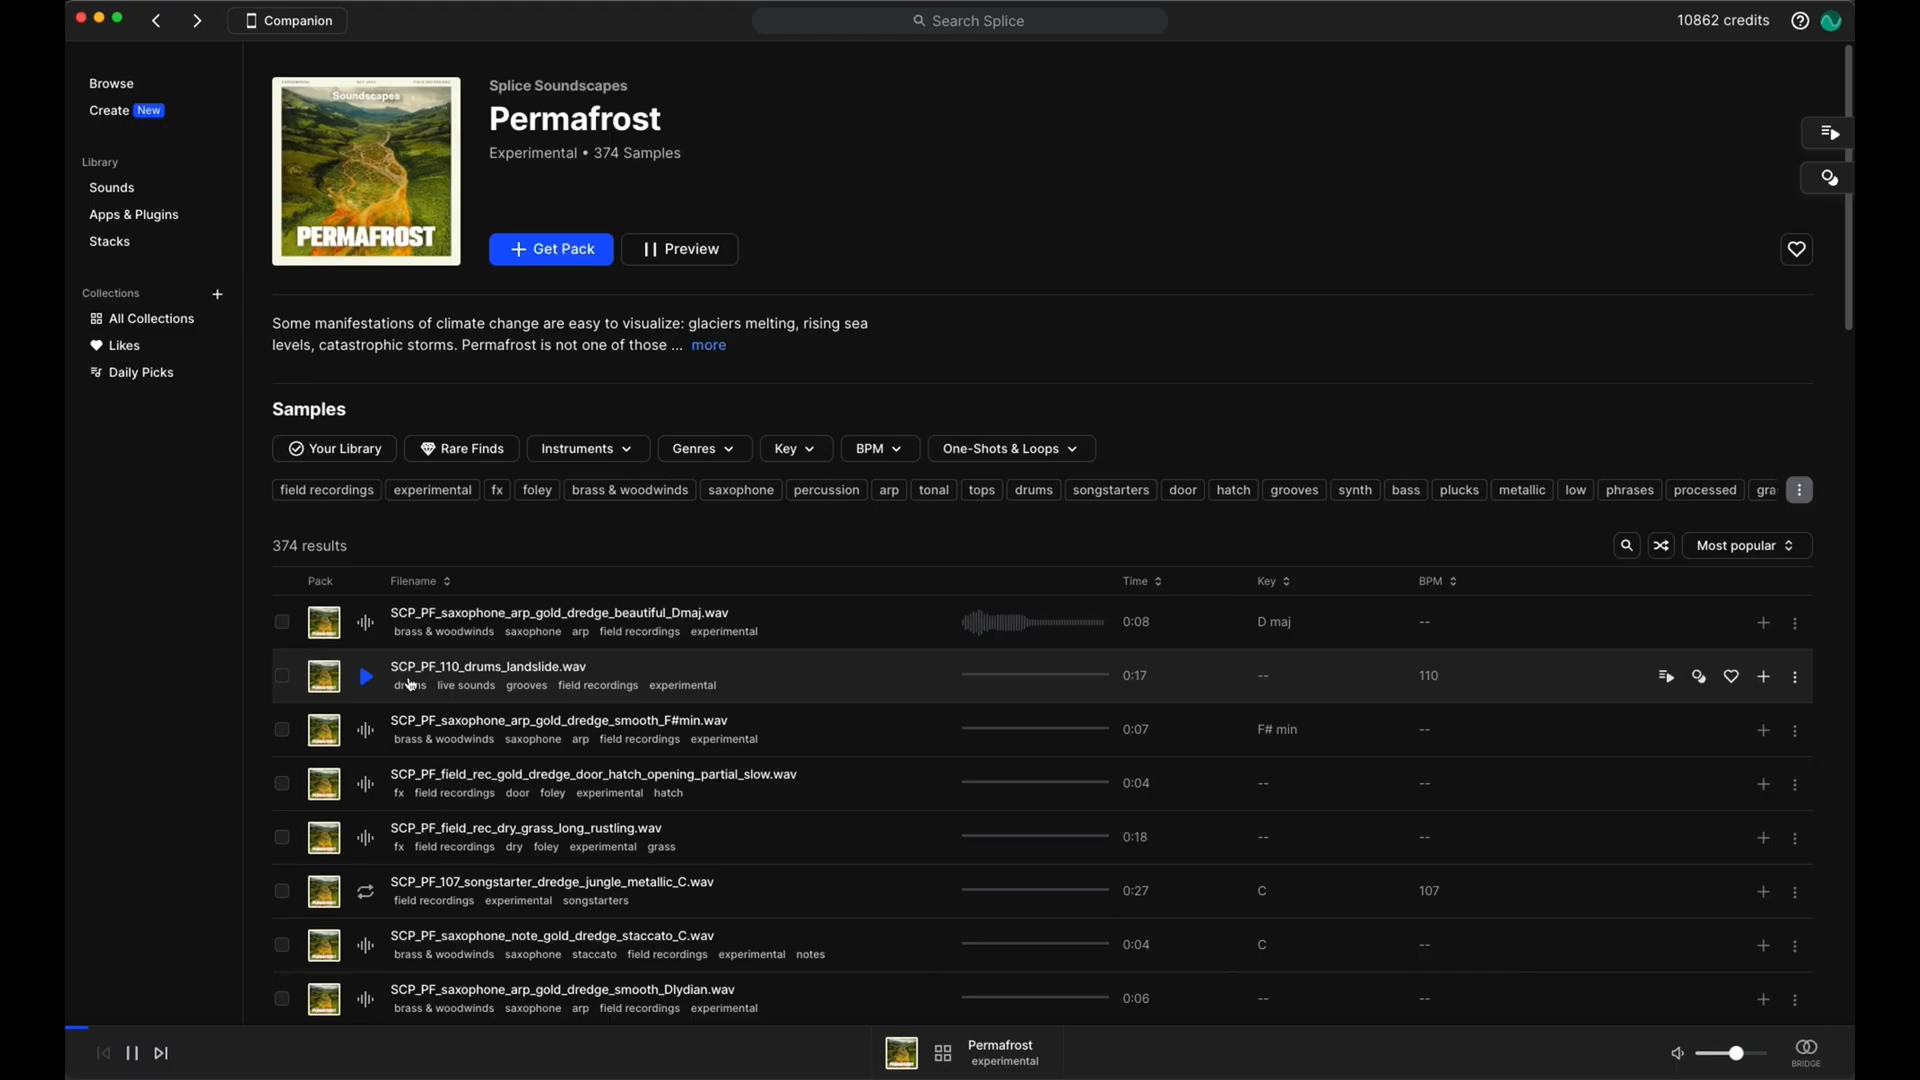 Companion
Search Splice
10862 credits
Browse
Create New
Library
Sounds
Apps & Plugins
Stacks
Collections
All Collections
Likes
Daily Picks
Soundscapes
PERMAFROST
Splice Soundscapes
Permafrost
Experimental • 374 Samples
Get Pack
Preview
Some manifestations of climate change are easy to visualize: glaciers melting, rising sea
levels, catastrophic storms. Permafrost is not one of those ... more
Samples
Your Library Rare Finds Instruments Genres Key BPM One-Shots & Loops
field recordings experimental fx foley brass & woodwinds saxophone percussion arp tonal tops drums songstarters door hatch grooves synth bass plucks metallic low phrases processed gra
374 results
Most popular
Pack Filename Time Key BPM
SCP_PF_saxophone_arp_gold_dredge_beautiful_Dmaj.wav
brass & woodwinds saxophone arp field recordings experimental
0:08 D maj --
SCP_PF_110_drums_landslide.wav
drums live sounds grooves field recordings experimental
0:17 -- 110
SCP_PF_saxophone_arp_gold_dredge_smooth_F#min.wav
brass & woodwinds saxophone arp field recordings experimental
0:07 F# min --
SCP_PF_field_rec_gold_dredge_door_hatch_opening_partial_slow.wav
fx field recordings door foley experimental hatch
0:04 -- --
SCP_PF_field_rec_dry_grass_long_rustling.wav
fx field recordings dry foley experimental grass
0:18 -- --
SCP_PF_107_songstarter_dredge_jungle_metallic_C.wav
field recordings experimental songstarters
0:27 C 107
SCP_PF_saxophone_note_gold_dredge_staccato_C.wav
brass & woodwinds saxophone staccato field recordings experimental notes
0:04 C --
SCP_PF_saxophone_arp_gold_dredge_smooth_Dlydian.wav
brass & woodwinds saxophone arp field recordings experimental
0:06 -- --
Permafrost
experimental
BRIDGE